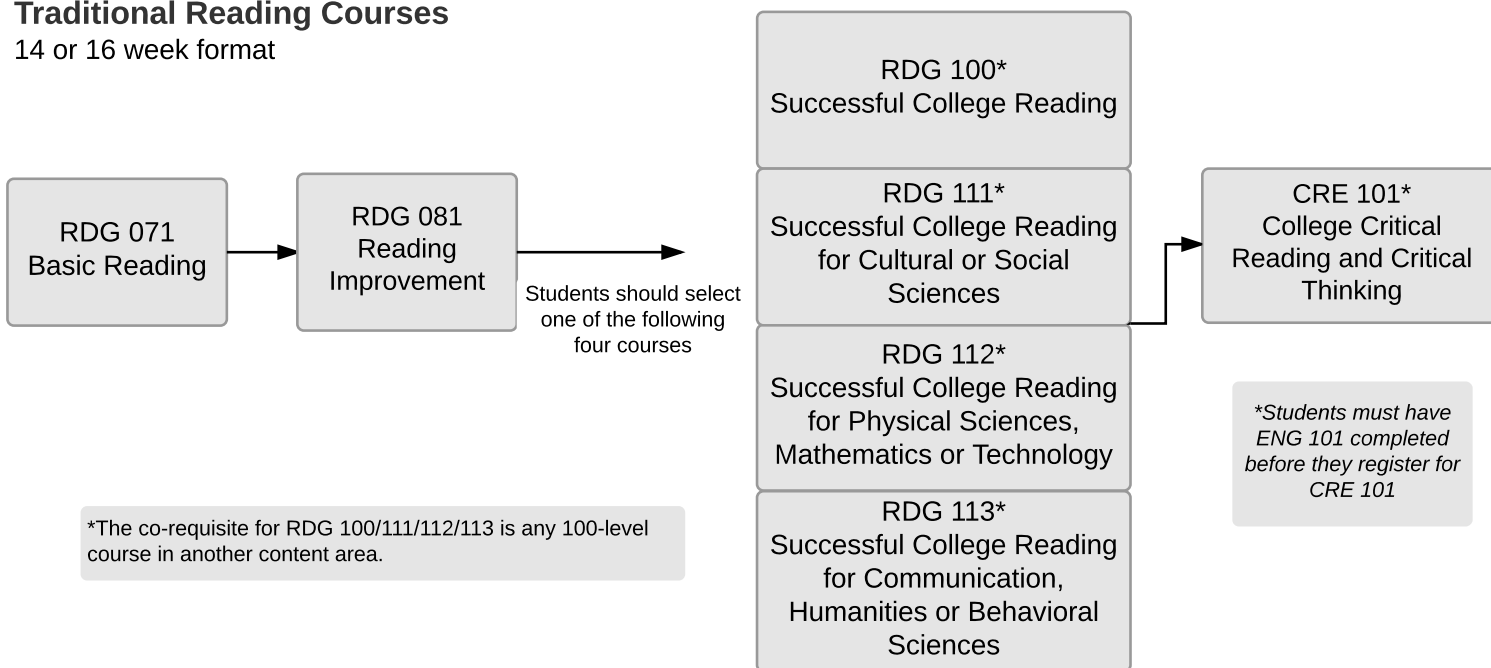 Traditional Reading Courses
14 or 16 week format
RDG 071
Basic Reading
RDG 081
Reading
Improvement
Students should select
one of the following
four courses
RDG 100*
Successful College Reading
RDG 111*
Successful College Reading
for Cultural or Social
Sciences
RDG 112*
Successful College Reading
for Physical Sciences,
Mathematics or Technology
RDG 113*
Successful College Reading
for Communication,
Humanities or Behavioral
Sciences
CRE 101*
College Critical
Reading and Critical
Thinking
*Students must have
ENG 101 completed
before they register for
CRE 101
*The co-requisite for RDG 100/111/112/113 is any 100-level
course in another content area.